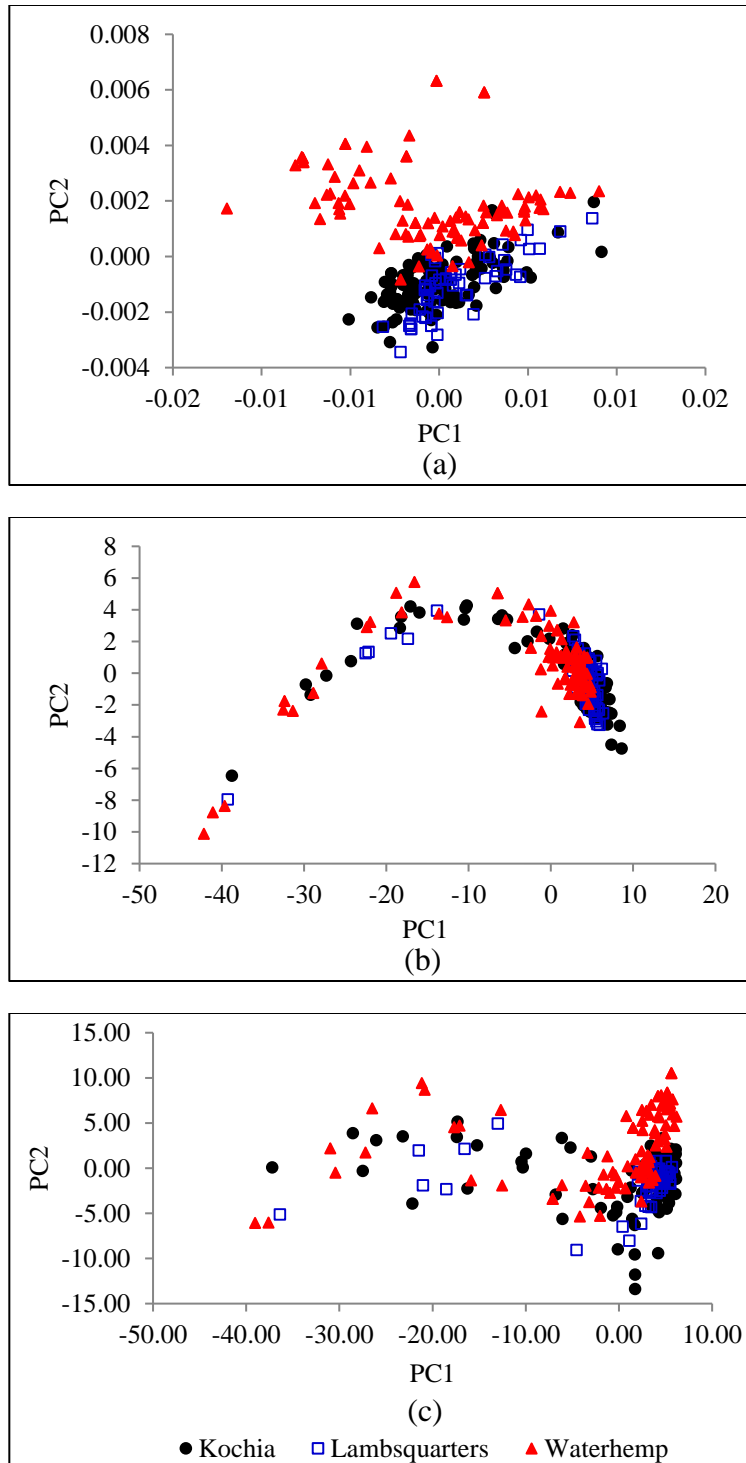 0.008
0.006
0.004
0.002
0.000
-0.002
-0.004
PC2
-0.02 -0.01 -0.01 0.00 0.01 0.01 0.02
PC1
(a)
8
6
4
2
0
-2
-4
-6
-8
-10
-12
PC2
-50 -40 -30 -20 -10 0 10 20
PC1
(b)
15.00
10.00
5.00
0.00
-5.00
-10.00
-15.00
PC2
-50.00 -40.00 -30.00 -20.00 -10.00 0.00 10.00
PC1
(c)
Kochia Lambsquarters Waterhemp